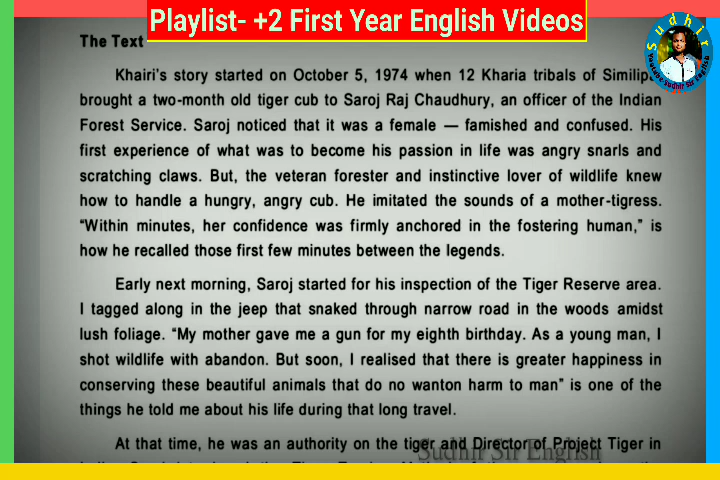 Playlist- +2 First Year English Videos
Sudhir
Youtube Sudhir Sir English
The Text
Khairi's story started on October 5, 1974 when 12 Kharia tribals of
brought a two-month old tiger cub to Saroj Raj Chaudhury, an officer of the Indian
Forest Service. Saroj noticed that it was a female — famished and confused. His
first experience of what was to become his passion in life was angry snarls and
scratching claws. But, the veteran forester and instinctive lover of wildlife knew
how to handle a hungry, angry cub. He imitated the sounds of a mother-tigress.
“Within minutes, her confidence was firmly anchored in the fostering human,” is
how he recalled those first few minutes between the legends.
Early next morning, Saroj started for his inspection of the Tiger Reserve area.
I tagged along in the jeep that snaked through narrow road in the woods amidst
lush foliage. “My mother gave me a gun for my eighth birthday. As a young man, I
shot wildlife with abandon. But soon, I realised that there is greater happiness in
conserving these beautiful animals that do no wanton harm to man” is one of the
things he told me about his life during that long travel.
At that time, he was an authority on the tiger and Director of Project Tiger in
Sudhir Sir English